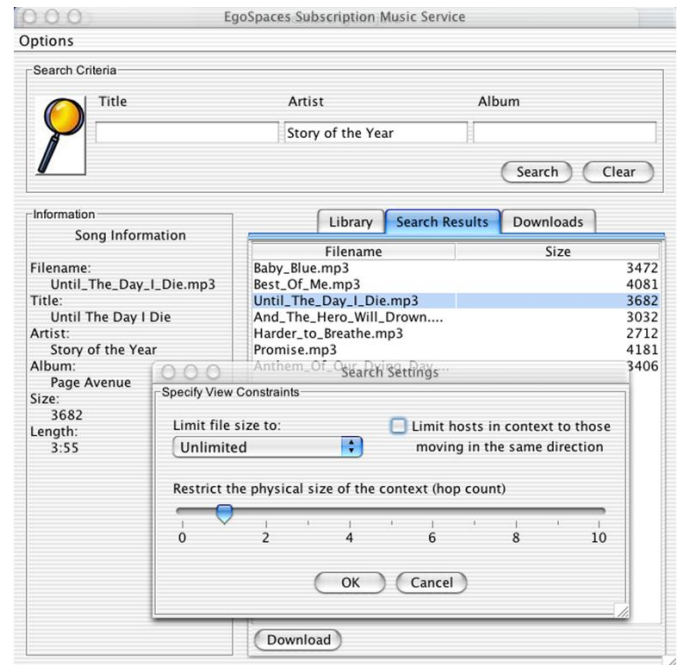 EgoSpaces Subscription Music Service
Options
Search Criteria
Title Artist Album
Story of the Year
Search Clear
Information
Song Information
Filename:
Until_The_Day_I_Die.mp3
Title:
Until The Day I Die
Artist:
Story of the Year
Album:
Page Avenue
Size:
3682
Length:
3:55
Library Search Results Downloads
Filename Size
Baby_Blue.mp3 3472
Best_Of_Me.mp3 4081
Until_The_Day_I_Die.mp3 3682
And_The_Hero_Will_Drown.... 3032
Harder_to_Breathe.mp3 2712
Promise.mp3 4181
Anthem_Of_Our_Dying_Day.... 3406
Search Settings
Specify View Constraints
Limit file size to:
Unlimited
Limit hosts in context to those
moving in the same direction
Restrict the physical size of the context (hop count)
0 2 4 6 8 10
OK Cancel
Download